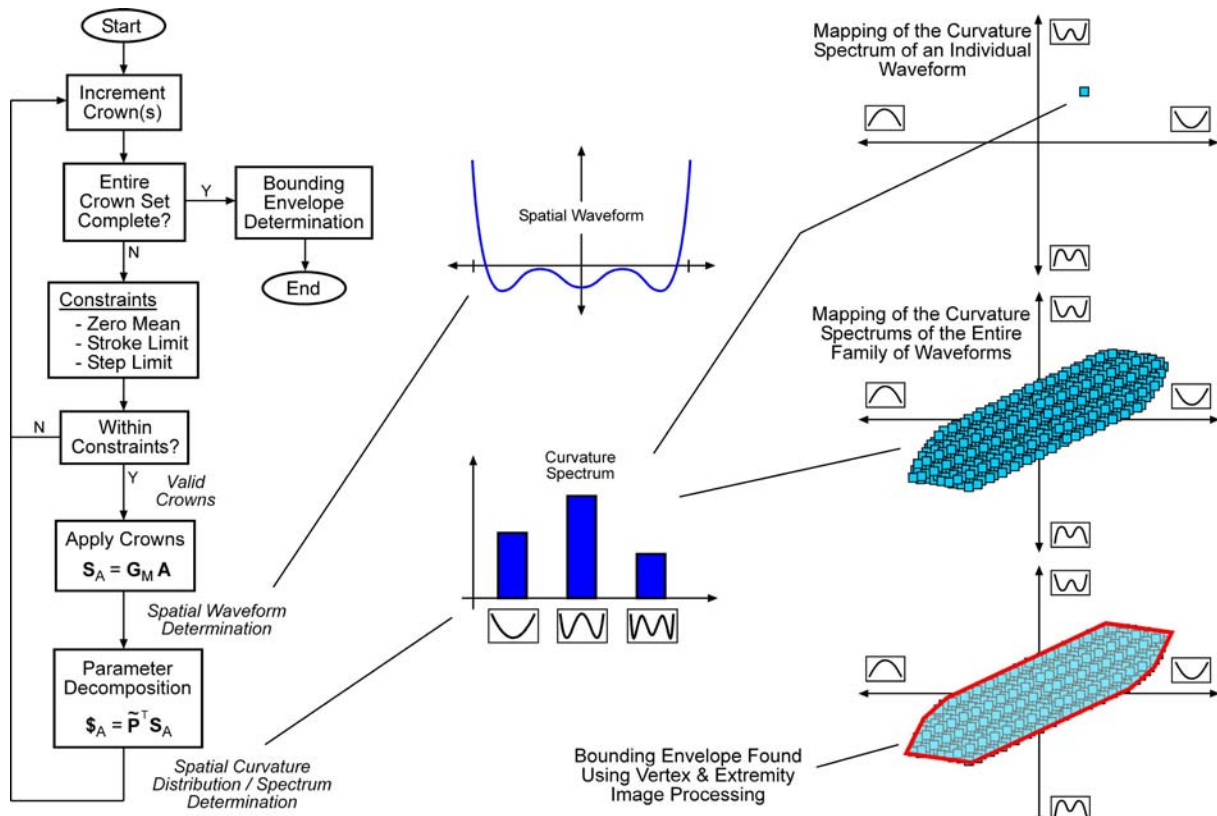 Start
Increment
Crown(s)
Entire
Crown Set
Complete?
Y
Bounding
Envelope
Determination
End
N
Constraints
- Zero Mean
- Stroke Limit
- Step Limit
N
Within
Constraints?
Y
Valid
Crowns
Apply Crowns
S_A = G_M A
Spatial Waveform
Determination
Parameter
Decomposition
$_A = P̃^T S_A
Spatial Curvature
Distribution / Spectrum
Determination
Spatial Waveform
Curvature
Spectrum
Mapping of the Curvature
Spectrum of an Individual
Waveform
Mapping of the Curvature
Spectrums of the Entire
Family of Waveforms
Bounding Envelope Found
Using Vertex & Extremity
Image Processing